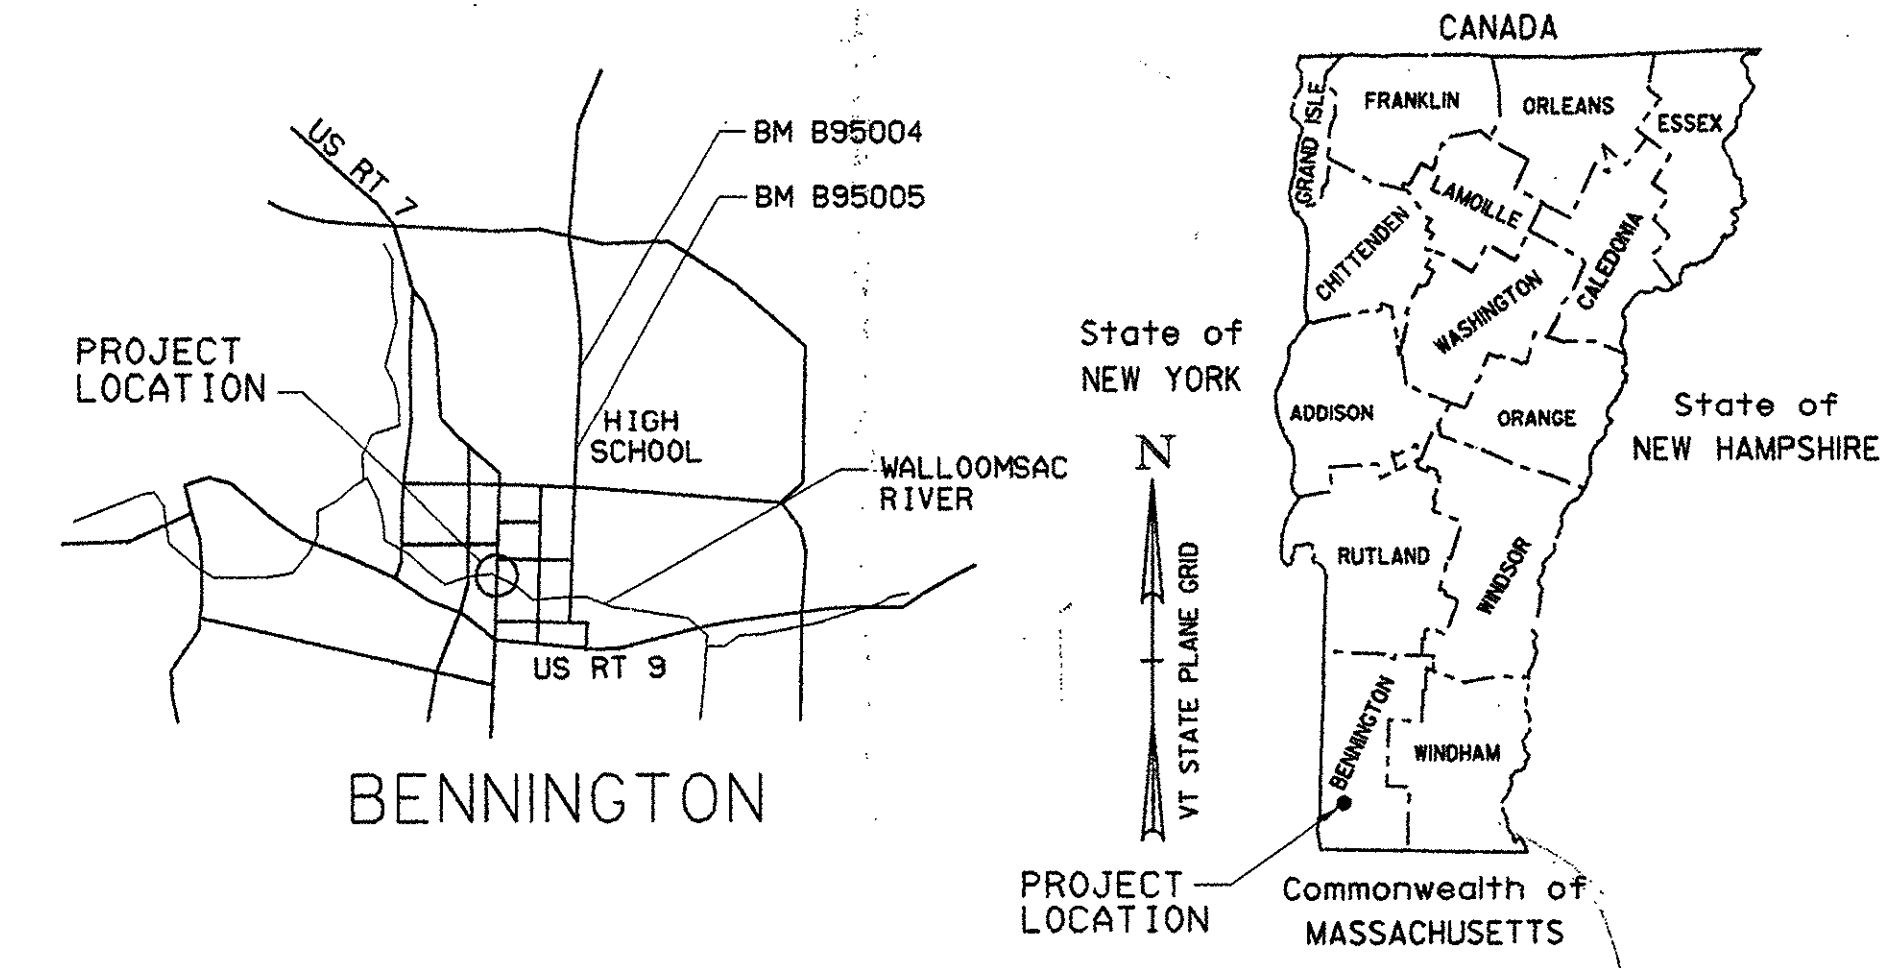 US RT 7
BM B95004
BM B95005
PROJECT
LOCATION
HIGH
SCHOOL
WALLOOMSAC
RIVER
US RT 9
BENNINGTON
CANADA
GRAND ISLE
FRANKLIN
ORLEANS
ESSEX
LAMOILLE
CHITTENDEN
CALEDONIA
WASHINGTON
State of
NEW YORK
ADDISON
ORANGE
State of
NEW HAMPSHIRE
N
VT STATE PLANE GRID
RUTLAND
WINDSOR
BENNINGTON
WINDHAM
PROJECT
LOCATION
Commonwealth of
MASSACHUSETTS